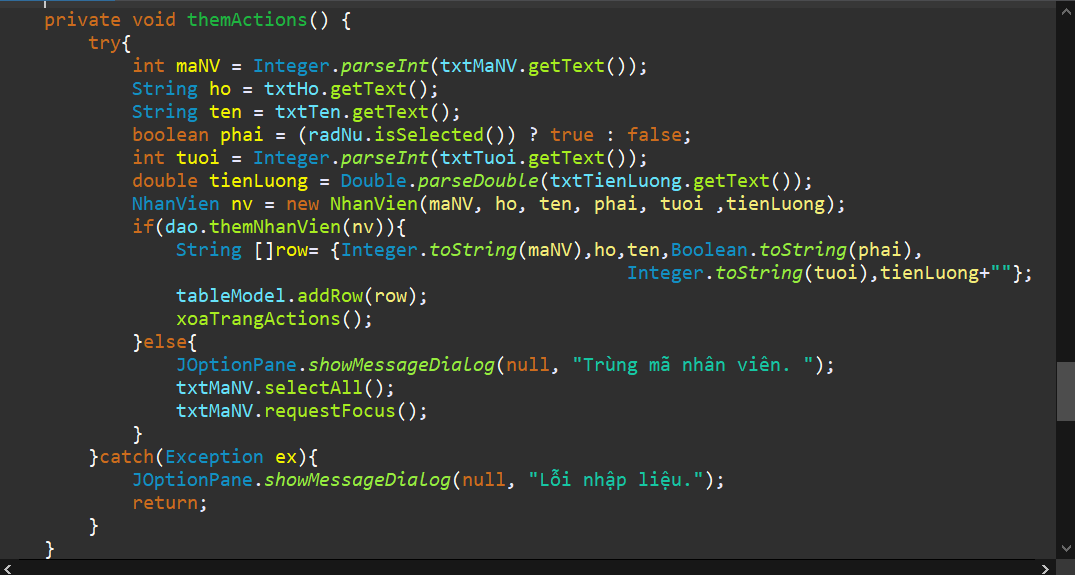 private void themActions() {
    try{
        int maNV = Integer.parseInt(txtMaNV.getText());
        String ho = txtHo.getText();
        String ten = txtTen.getText();
        boolean phai = (radNu.isSelected()) ? true : false;
        int tuoi = Integer.parseInt(txtTuoi.getText());
        double tienLuong = Double.parseDouble(txtTienLuong.getText());
        NhanVien nv = new NhanVien(maNV, ho, ten, phai, tuoi ,tienLuong);
        if(dao.themNhanVien(nv)){
            String []row= {Integer.toString(maNV),ho,ten,Boolean.toString(phai),
                                                     Integer.toString(tuoi),tienLuong+""};
            tableModel.addRow(row);
            xoaTrangActions();
        }else{
            JOptionPane.showMessageDialog(null, "Trùng mã nhân viên. ");
            txtMaNV.selectAll();
            txtMaNV.requestFocus();
        }
    }catch(Exception ex){
        JOptionPane.showMessageDialog(null, "Lỗi nhập liệu.");
        return;
    }
}